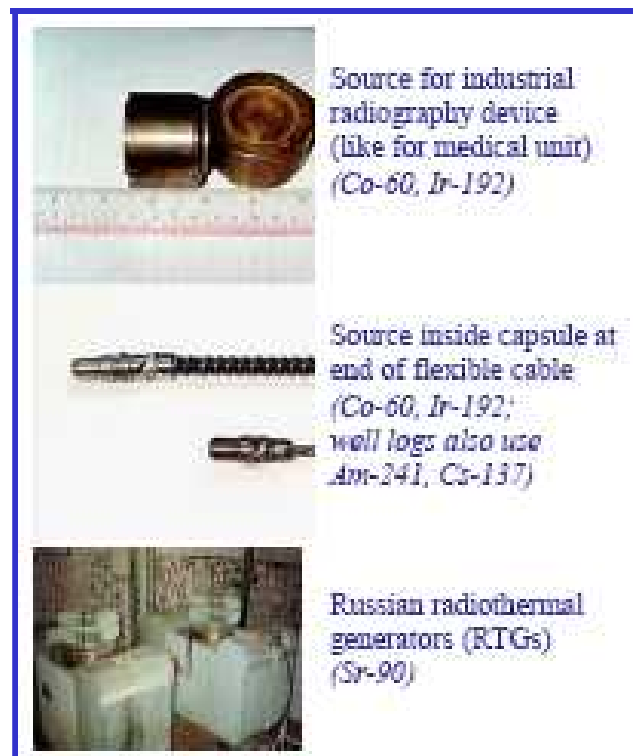 Source for industrial
radiography device
(like for medical unit)
(Co-60, Ir-192)
Source inside capsule at
end of flexible cable
(Co-60, Ir-192;
well logs also use
Am-241, Cs-137)
Russian radiothermal
generators (RTGs)
(Sr-90)